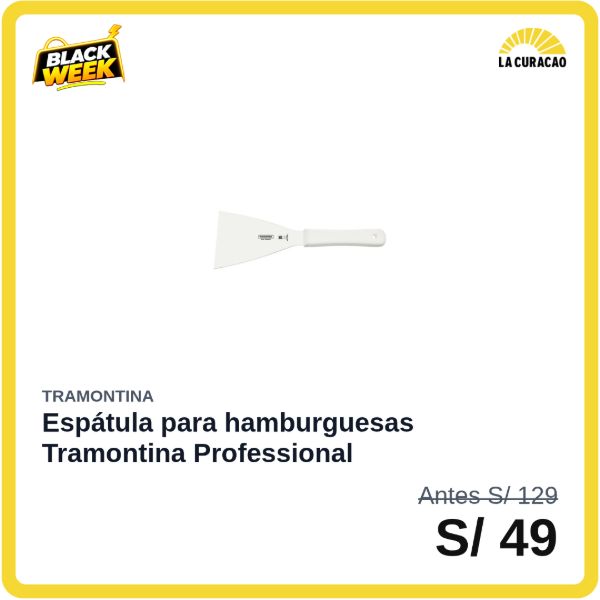 BLACK
WEEK
LA CURACAO
TRAMONTINA
Espátula para hamburguesas
Tramontina Professional
Antes S/ 129
S/ 49